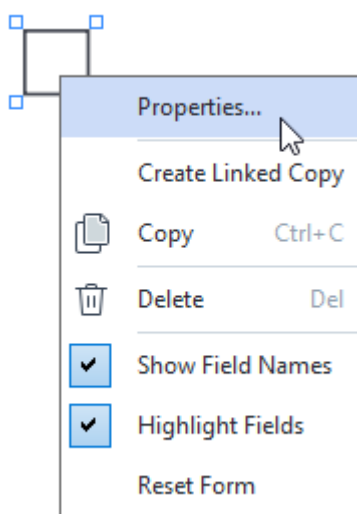 Properties...
Create Linked Copy
Copy Ctrl+C
Delete Del
Show Field Names
Highlight Fields
Reset Form